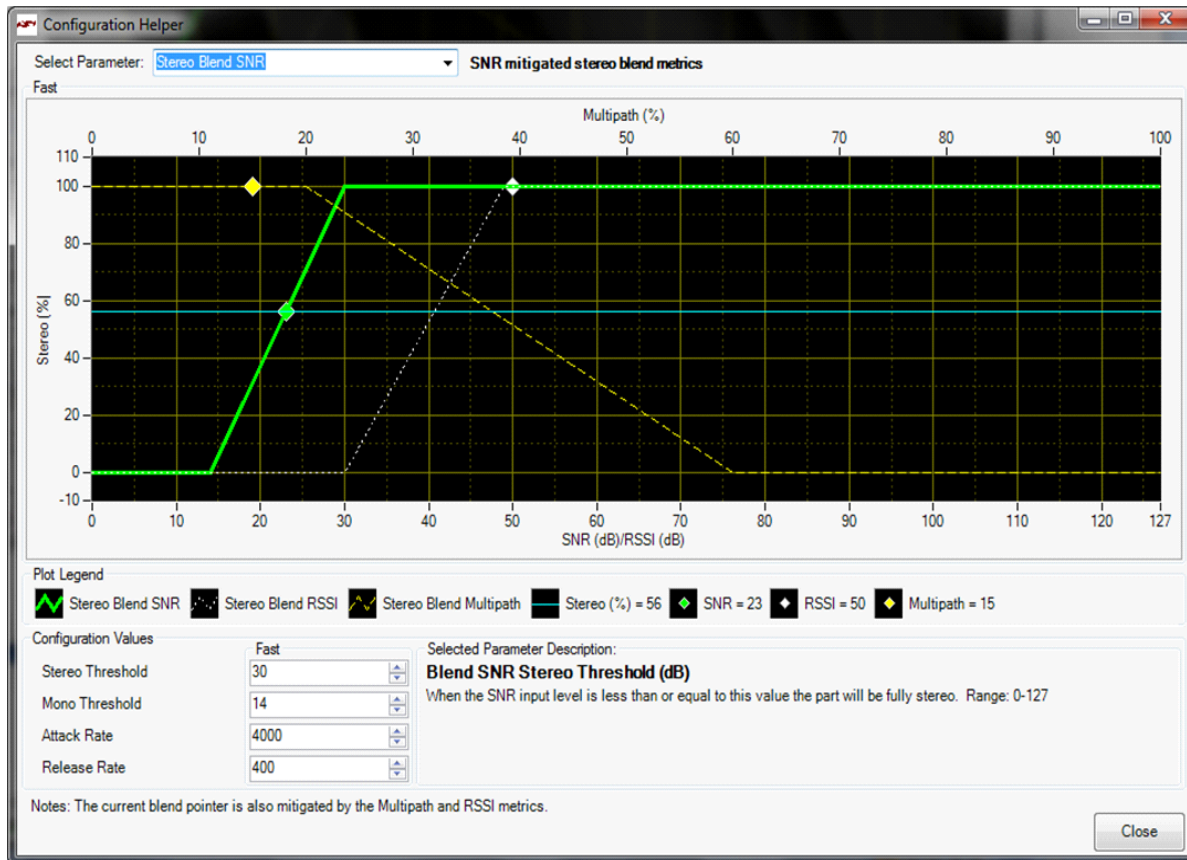 Configuration Helper
Select Parameter: Stereo Blend SNR SNR mitigated stereo blend metrics
Fast
Multipath (%)
0 10 20 30 40 50 60 70 80 90 100
110
100
80
60
40
20
0
-10
Stereo (%)
0 10 20 30 40 50 60 70 80 90 100 110 120 127
SNR (dB)/RSSI (dB)
Plot Legend
Stereo Blend SNR Stereo Blend RSSI Stereo Blend Multipath Stereo (%) = 56 SNR = 23 RSSI = 50 Multipath = 15
Configuration Values
Fast
Stereo Threshold 30
Mono Threshold 14
Attack Rate 4000
Release Rate 400
Selected Parameter Description:
Blend SNR Stereo Threshold (dB)
When the SNR input level is less than or equal to this value the part will be fully stereo. Range: 0-127
Notes: The current blend pointer is also mitigated by the Multipath and RSSI metrics.
Close